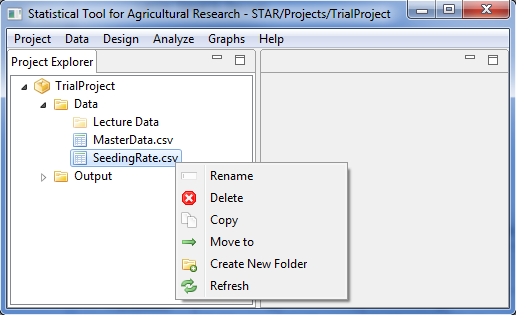 Statistical Tool for Agricultural Research - STAR/Projects/TrialProject
Project Data Design Analyze Graphs Help
Project Explorer
TrialProject
Data
Lecture Data
MasterData.csv
SeedingRate.csv
Output
Rename
Delete
Copy
Move to
Create New Folder
Refresh